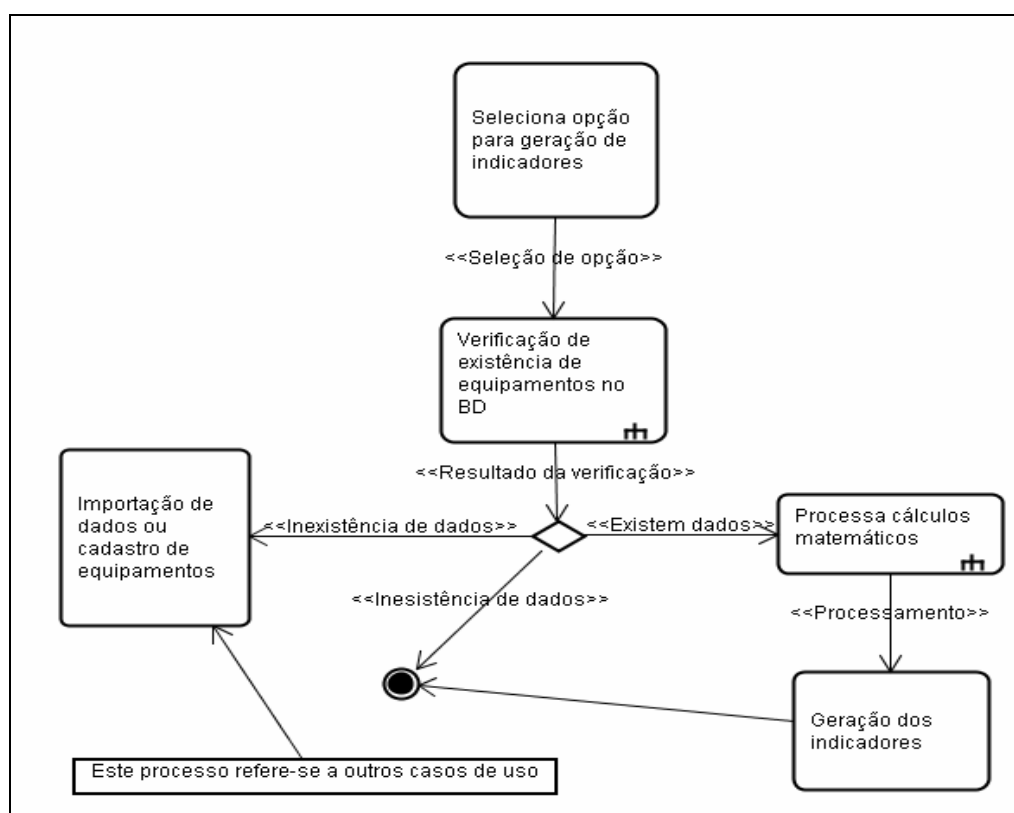 Seleciona opção
para geração de
indicadores
<<Seleção de opção>>
Verificação de
existência de
equipamentos no
BD
<<Resultado da verificação>>
Importação de
dados ou
cadastro de
equipamentos
<<Inexistência de dados>>
<<Existem dados>>
Processa cálculos
matemáticos
<<Inesistência de dados>>
<<Processamento>>
Geração dos
indicadores
Este processo refere-se a outros casos de uso